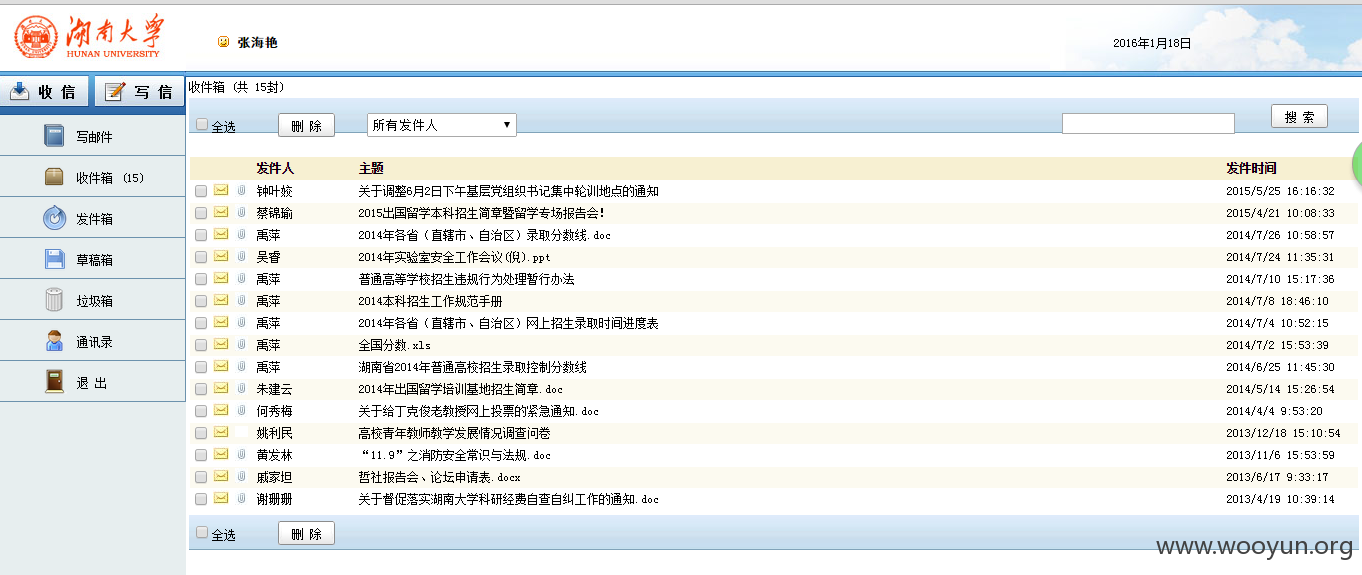 湖南大学
HUNAN UNIVERSITY
张海艳
2016年1月18日
收 信
写 信
收件箱 (共 15封)
写邮件
收件箱 (15)
发件箱
草稿箱
垃圾箱
通讯录
退 出
全选
删 除
所有发件人
搜 索
发件人 主题 发件时间
钟叶姣 关于调整6月2日下午基层党组织书记集中轮训地点的通知 2015/5/25 16:16:32
蔡锦瑜 2015出国留学本科招生简章暨留学专场报告会! 2015/4/21 10:08:33
禹萍 2014年各省（直辖市、自治区）录取分数线.doc 2014/7/26 10:58:57
吴睿 2014年实验室安全工作会议(倪).ppt 2014/7/24 11:35:31
禹萍 普通高等学校招生违规行为处理暂行办法 2014/7/10 15:17:36
禹萍 2014本科招生工作规范手册 2014/7/8 18:46:10
禹萍 2014年各省（直辖市、自治区）网上招生录取时间进度表 2014/7/4 10:52:15
禹萍 全国分数.xls 2014/7/2 15:53:39
禹萍 湖南省2014年普通高校招生录取控制分数线 2014/6/25 11:45:30
朱建云 2014年出国留学培训基地招生简章.doc 2014/5/14 15:26:54
何秀梅 关于给丁克俊老教授网上投票的紧急通知.doc 2014/4/4 9:53:20
姚利民 高校青年教师教学发展情况调查问卷 2013/12/18 15:10:54
黄发林 “11.9”之消防安全常识与法规.doc 2013/11/6 15:53:59
戚家坦 哲社报告会、论坛申请表.docx 2013/6/17 9:33:17
谢珊珊 关于督促落实湖南大学科研经费自查自纠工作的通知.doc 2013/4/19 10:39:14
全选
删 除
www.wooyun.org